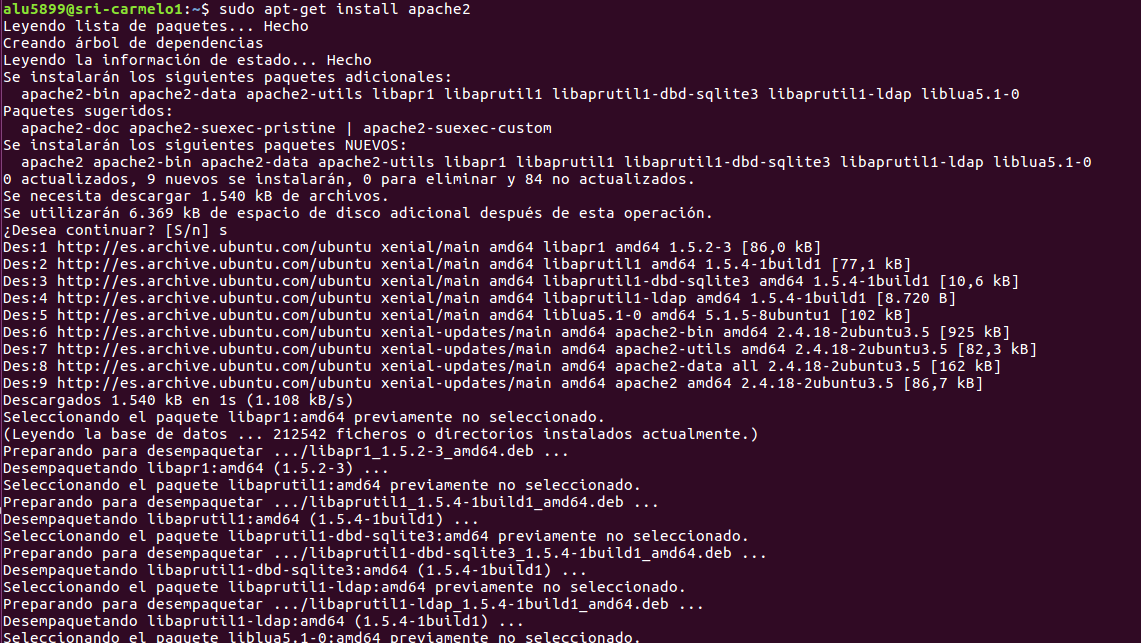 alu5899@sri-carmelo1:~$ sudo apt-get install apache2
Leyendo lista de paquetes... Hecho
Creando árbol de dependencias
Leyendo la información de estado... Hecho
Se instalarán los siguientes paquetes adicionales:
  apache2-bin apache2-data apache2-utils libapr1 libaprutil1 libaprutil1-dbd-sqlite3 libaprutil1-ldap liblua5.1-0
Paquetes sugeridos:
  apache2-doc apache2-suexec-pristine | apache2-suexec-custom
Se instalarán los siguientes paquetes NUEVOS:
  apache2 apache2-bin apache2-data apache2-utils libapr1 libaprutil1 libaprutil1-dbd-sqlite3 libaprutil1-ldap liblua5.1-0
0 actualizados, 9 nuevos se instalarán, 0 para eliminar y 84 no actualizados.
Se necesita descargar 1.540 kB de archivos.
Se utilizarán 6.369 kB de espacio de disco adicional después de esta operación.
¿Desea continuar? [S/n] s
Des:1 http://es.archive.ubuntu.com/ubuntu xenial/main amd64 libapr1 amd64 1.5.2-3 [86,0 kB]
Des:2 http://es.archive.ubuntu.com/ubuntu xenial/main amd64 libaprutil1 amd64 1.5.4-1build1 [77,1 kB]
Des:3 http://es.archive.ubuntu.com/ubuntu xenial/main amd64 libaprutil1-dbd-sqlite3 amd64 1.5.4-1build1 [10,6 kB]
Des:4 http://es.archive.ubuntu.com/ubuntu xenial/main amd64 libaprutil1-ldap amd64 1.5.4-1build1 [8.720 B]
Des:5 http://es.archive.ubuntu.com/ubuntu xenial/main amd64 liblua5.1-0 amd64 5.1.5-8ubuntu1 [102 kB]
Des:6 http://es.archive.ubuntu.com/ubuntu xenial-updates/main amd64 apache2-bin amd64 2.4.18-2ubuntu3.5 [925 kB]
Des:7 http://es.archive.ubuntu.com/ubuntu xenial-updates/main amd64 apache2-utils amd64 2.4.18-2ubuntu3.5 [82,3 kB]
Des:8 http://es.archive.ubuntu.com/ubuntu xenial-updates/main amd64 apache2-data all 2.4.18-2ubuntu3.5 [162 kB]
Des:9 http://es.archive.ubuntu.com/ubuntu xenial-updates/main amd64 apache2 amd64 2.4.18-2ubuntu3.5 [86,7 kB]
Descargados 1.540 kB en 1s (1.108 kB/s)
Seleccionando el paquete libapr1:amd64 previamente no seleccionado.
(Leyendo la base de datos ... 212542 ficheros o directorios instalados actualmente.)
Preparando para desempaquetar .../libapr1_1.5.2-3_amd64.deb ...
Desempaquetando libapr1:amd64 (1.5.2-3) ...
Seleccionando el paquete libaprutil1:amd64 previamente no seleccionado.
Preparando para desempaquetar .../libaprutil1_1.5.4-1build1_amd64.deb ...
Desempaquetando libaprutil1:amd64 (1.5.4-1build1) ...
Seleccionando el paquete libaprutil1-dbd-sqlite3:amd64 previamente no seleccionado.
Preparando para desempaquetar .../libaprutil1-dbd-sqlite3_1.5.4-1build1_amd64.deb ...
Desempaquetando libaprutil1-dbd-sqlite3:amd64 (1.5.4-1build1) ...
Seleccionando el paquete libaprutil1-ldap:amd64 previamente no seleccionado.
Preparando para desempaquetar .../libaprutil1-ldap_1.5.4-1build1_amd64.deb ...
Desempaquetando libaprutil1-ldap:amd64 (1.5.4-1build1) ...
Seleccionando el paquete liblua5.1-0:amd64 previamente no seleccionado.